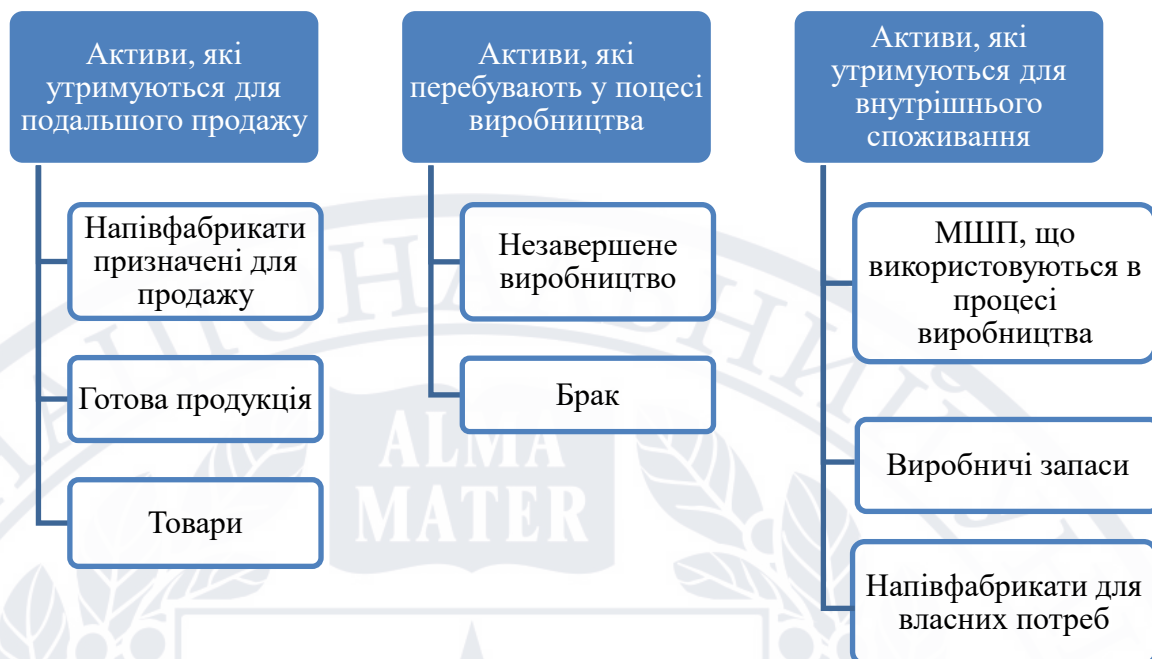 Активи, які
утримуються для
подальшого продажу
Напівфабрикати
призначені для
продажу
Готова продукція
Товари
Активи, які
перебувають у поцесі
виробництва
Незавершене
виробництво
Брак
Активи, які
утримуються для
внутрішнього
споживання
МШП, що
використовуються в
процесі
виробництва
Виробничі запаси
Напівфабрикати для
власних потреб
ALMA
MATER